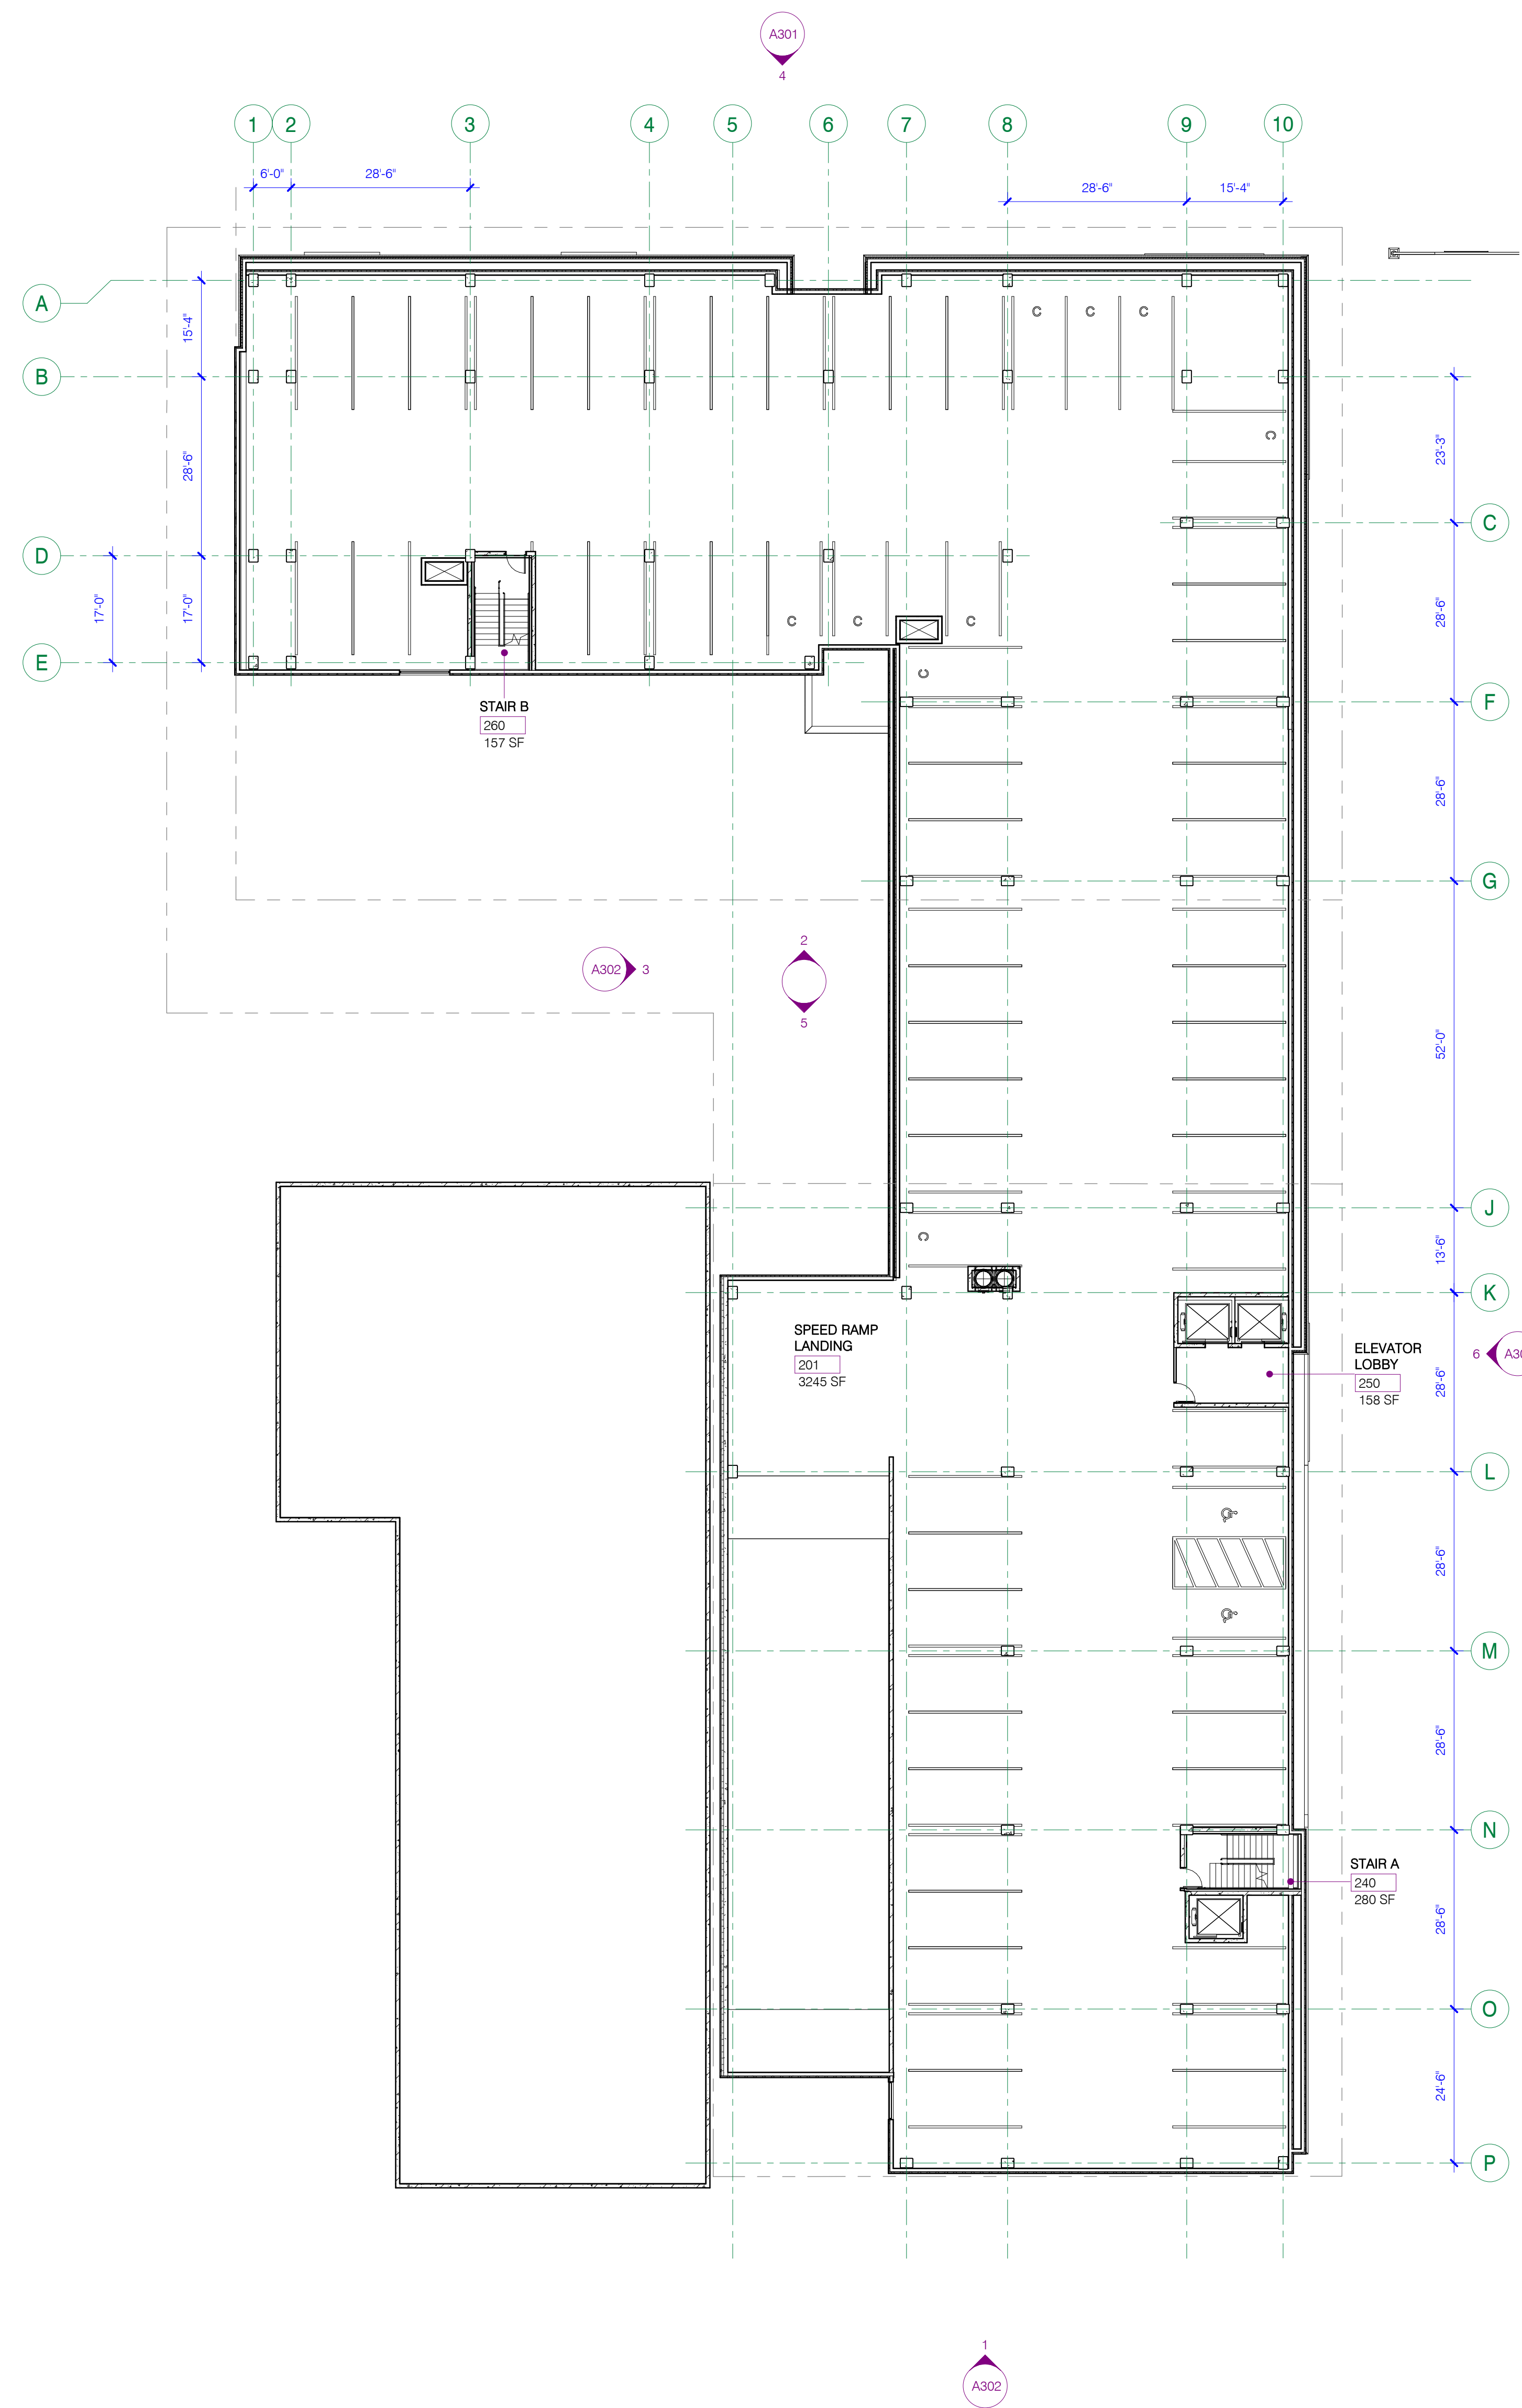 A301
4
1
2
3
4
5
6
7
8
9
10
6'-0"
28'-6"
28'-6"
15'-4"
A
15'-4"
C
C
C
B
C
28'-6"
23'-3"
C
D
17'-0"
17'-0"
28'-6"
C
C
C
E
C
F
STAIR B
260
157 SF
28'-6"
G
2
A302
3
5
52'-0"
J
C
13'-6"
K
SPEED RAMP
LANDING
201
3245 SF
ELEVATOR
LOBBY
250
158 SF
28'-6"
6
L
28'-6"
M
28'-6"
N
STAIR A
240
280 SF
28'-6"
O
24'-6"
P
1
A302